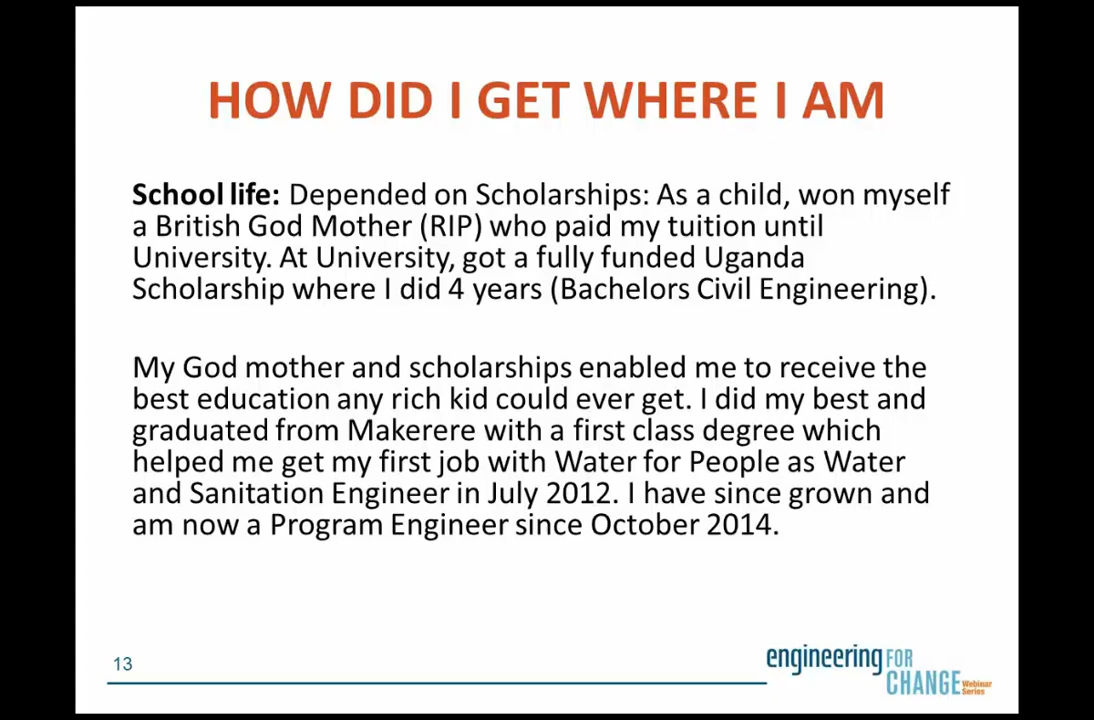 HOW DID I GET WHERE I AM
School life: Depended on Scholarships: As a child, won myself
a British God Mother (RIP) who paid my tuition until
University. At University, got a fully funded Uganda
Scholarship where I did 4 years (Bachelors Civil Engineering).
My God mother and scholarships enabled me to receive the
best education any rich kid could ever get. I did my best and
graduated from Makerere with a first class degree which
helped me get my first job with Water for People as Water
and Sanitation Engineer in July 2012. I have since grown and
am now a Program Engineer since October 2014.
13
engineering FOR
CHANGE Webinar
Series